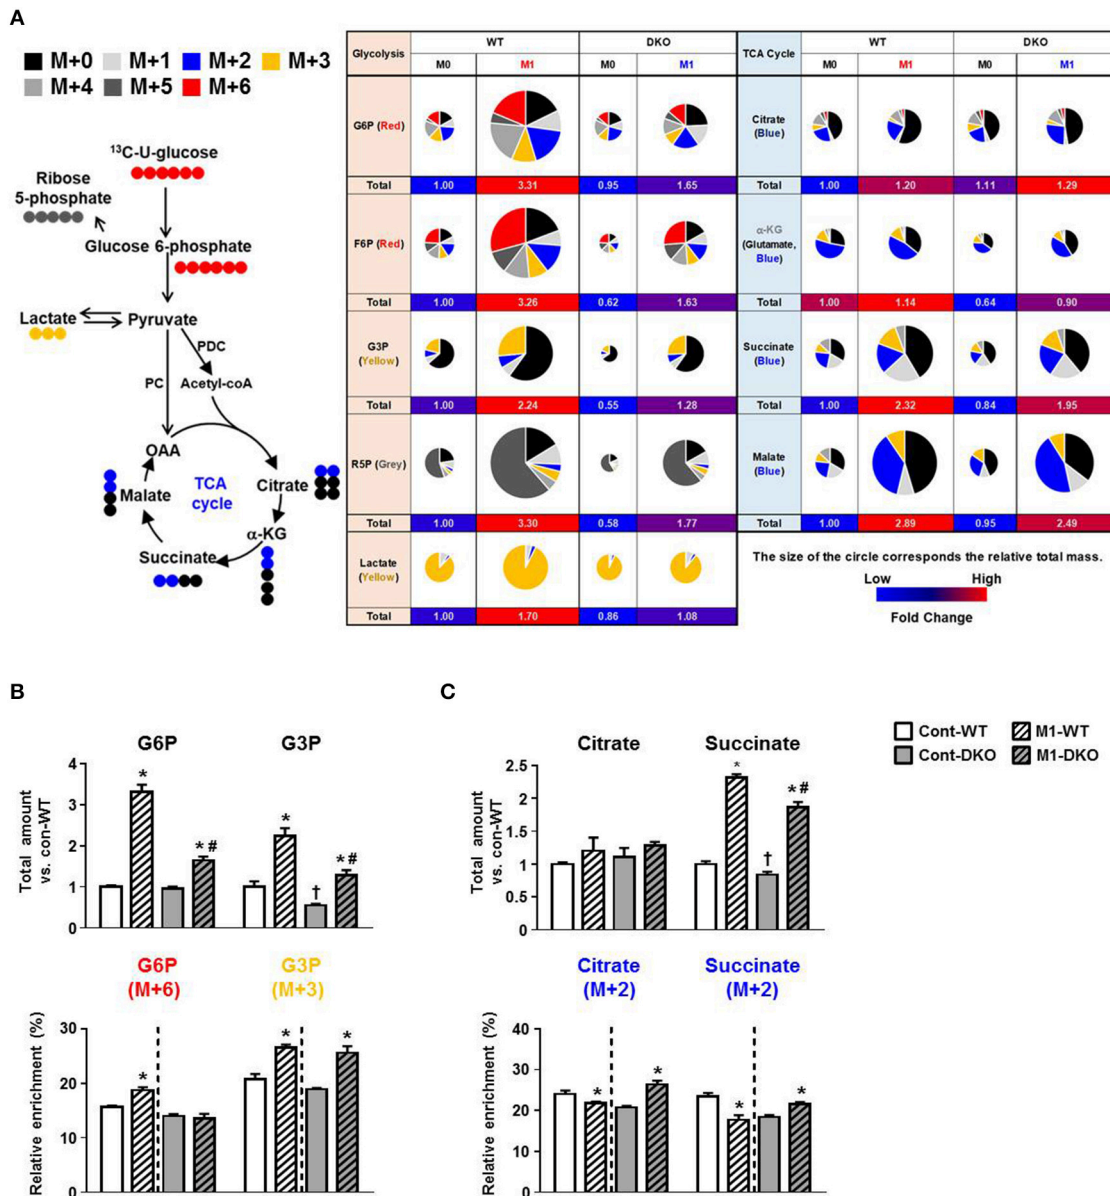 A
M+0 M+1 M+2 M+3
M+4 M+5 M+6
13C-U-glucose
Ribose
5-phosphate
Glucose 6-phosphate
Lactate
Pyruvate
PDC
PC
Acetyl-coA
OAA
Malate
TCA
cycle
Citrate
α-KG
Succinate
Glycolysis WT DKO
M0 M1 M0 M1
G6P (Red)
Total 1.00 3.31 0.95 1.65
F6P (Red)
Total 1.00 3.26 0.62 1.63
G3P
(Yellow)
Total 1.00 2.24 0.55 1.28
R5P (Grey)
Total 1.00 3.30 0.58 1.77
Lactate
(Yellow)
Total 1.00 1.70 0.86 1.08
TCA Cycle WT DKO
M0 M1 M0 M1
Citrate
(Blue)
Total 1.00 1.20 1.11 1.29
α-KG
(Glutamate,
Blue)
Total 1.00 1.14 0.64 0.90
Succinate
(Blue)
Total 1.00 2.32 0.84 1.95
Malate
(Blue)
Total 1.00 2.89 0.95 2.49
The size of the circle corresponds the relative total mass.
Low High
Fold Change
B
G6P G3P
Total amount
vs. con-WT
4
3
2
1
0
*
* #
*
†
* #
G6P
(M+6)
G3P
(M+3)
Relative enrichment (%)
30
20
10
0
*
*
*
C
Citrate Succinate
Total amount
vs. con-WT
2.5
2
1.5
1
0.5
0
*
†
* #
Cont-WT M1-WT
Cont-DKO M1-DKO
Citrate
(M+2)
Succinate
(M+2)
Relative enrichment (%)
40
30
20
10
0
*
*
*
*